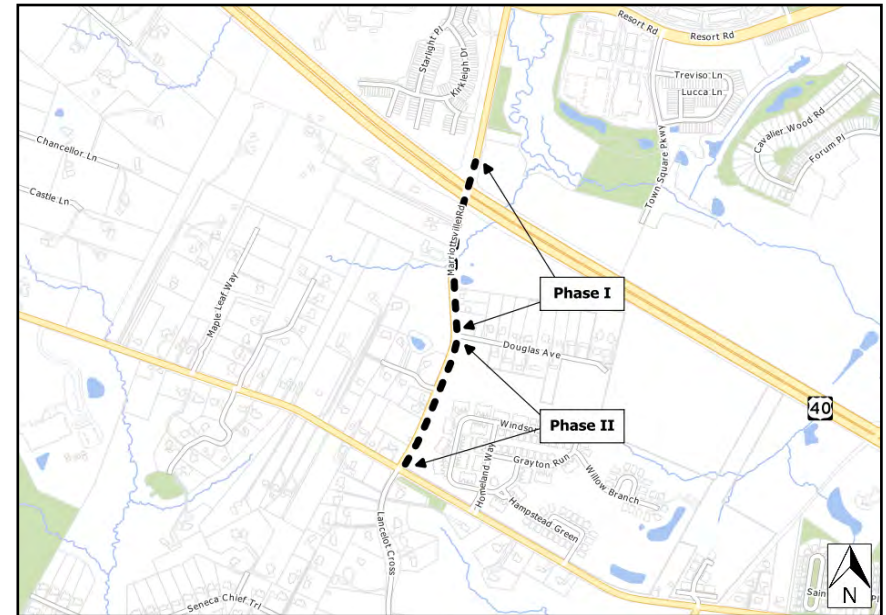 Resort Rd
Resort Rd
Starlight Pl
Kirkleigh Dr
Treviso Ln
Lucca Ln
Cavalier Wood Rd
Forum Pl
Town Square Pkwy
Chancellor Ln
Castle Ln
Marriottsville Rd
Maple Leaf Way
Phase I
Douglas Ave
40
Phase II
Windsor
Grayton Run
Homeland Way
Willow Branch
Hampstead Green
Lancelot Cross
Seneca Chief Trl
N